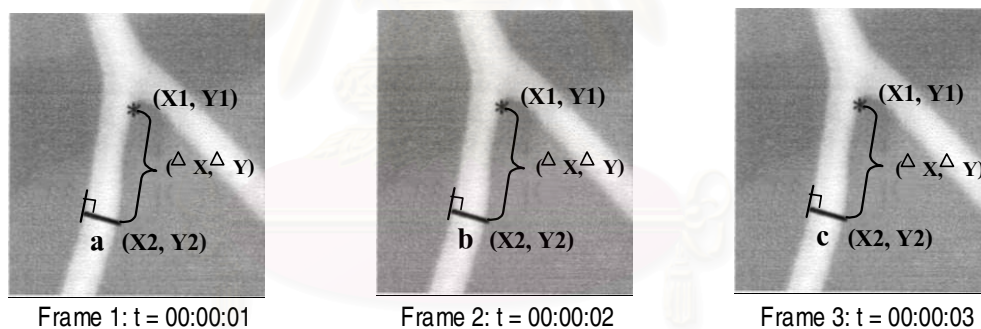 (X1, Y1)
(△ X,△ Y)
a (X2, Y2)
Frame 1: t = 00:00:01
(X1, Y1)
(△ X,△ Y)
b (X2, Y2)
Frame 2: t = 00:00:02
(X1, Y1)
(△ X,△ Y)
c (X2, Y2)
Frame 3: t = 00:00:03